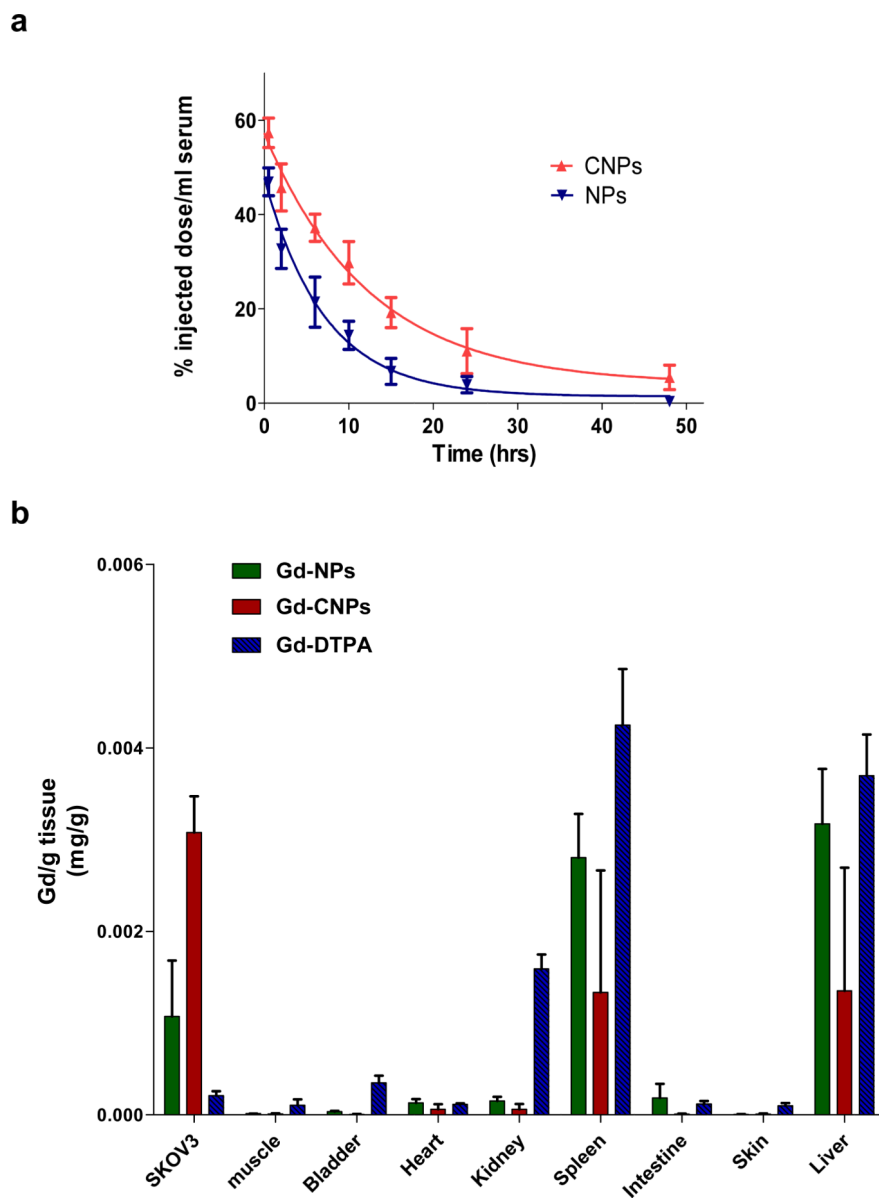 a
% injected dose/ml serum
60
40
20
0
0 10 20 30 40 50
Time (hrs)
CNPs
NPs
b
Gd/g tissue
(mg/g)
0.006
0.004
0.002
0.000
Gd-NPs
Gd-CNPs
Gd-DTPA
SKOV3 muscle Bladder Heart Kidney Spleen Intestine Skin Liver